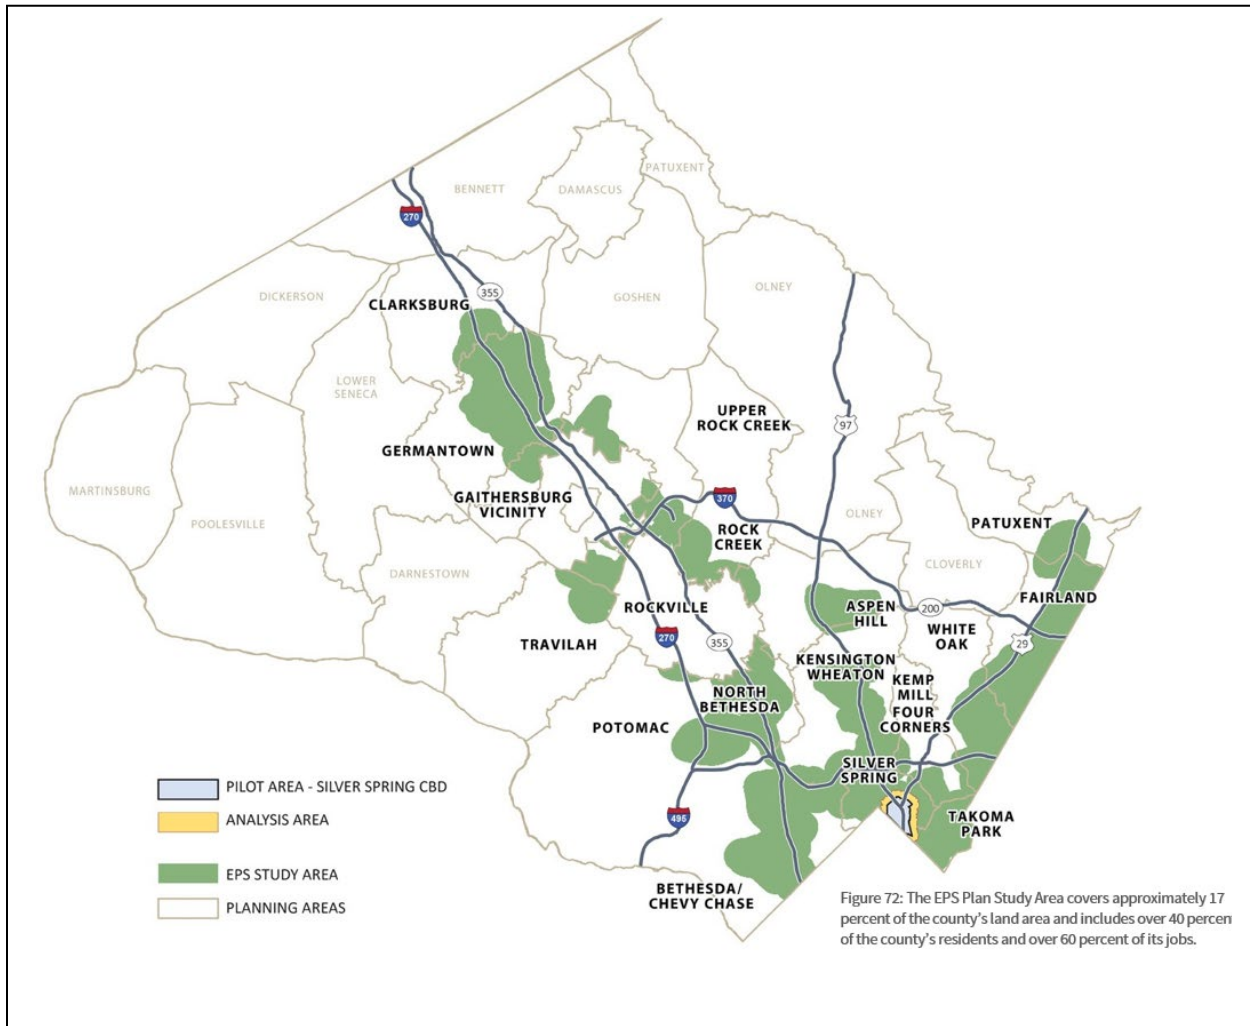 PATUXENT
BENNETT
DAMASCUS
270
355
DICKERSON
CLARKSBURG
GOSHEN
OLNEY
LOWER
SENECA
UPPER
ROCK CREEK
97
GERMANTOWN
MARTINSBURG
GAITHERSBURG
VICINITY
370
POOLESVILLE
OLNEY
PATUXENT
ROCK
CREEK
DARNESTOWN
CLOVERLY
FAIRLAND
ROCKVILLE
ASPEN
HILL
200
270
355
WHITE
OAK
29
TRAVILAH
KENSINGTON
WHEATON
KEMP
MILL
FOUR
CORNERS
NORTH
BETHESDA
POTOMAC
SILVER
SPRING
495
TAKOMA
PARK
BETHESDA/
CHEVY CHASE
PILOT AREA - SILVER SPRING CBD
ANALYSIS AREA
EPS STUDY AREA
PLANNING AREAS
Figure 72: The EPS Plan Study Area covers approximately 17
percent of the county's land area and includes over 40 percen
of the county's residents and over 60 percent of its jobs.